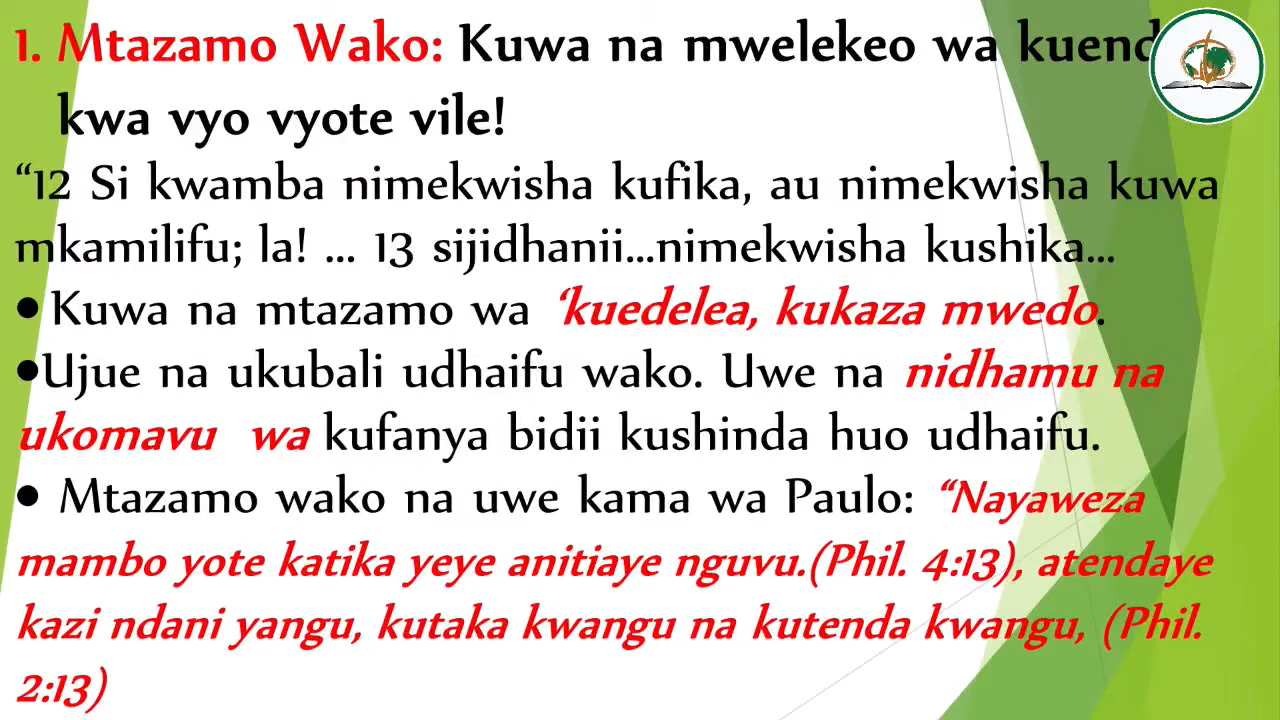 1. Mtazamo Wako: Kuwa na mwelekeo wa kuend
kwa vyo vyote vile!
“12 Si kwamba nimekwisha kufika, au nimekwisha kuwa
mkamilifu; la! ... 13 sijidhanii...nimekwisha kushika...
• Kuwa na mtazamo wa ‘kuedelea, kukaza mwedo.
•Ujue na ukubali udhaifu wako. Uwe na nidhamu na
ukomavu wa kufanya bidii kushinda huo udhaifu.
• Mtazamo wako na uwe kama wa Paulo: “Nayaweza
mambo yote katika yeye anitiaye nguvu.(Phil. 4:13), atendaye
kazi ndani yangu, kutaka kwangu na kutenda kwangu, (Phil.
2:13)